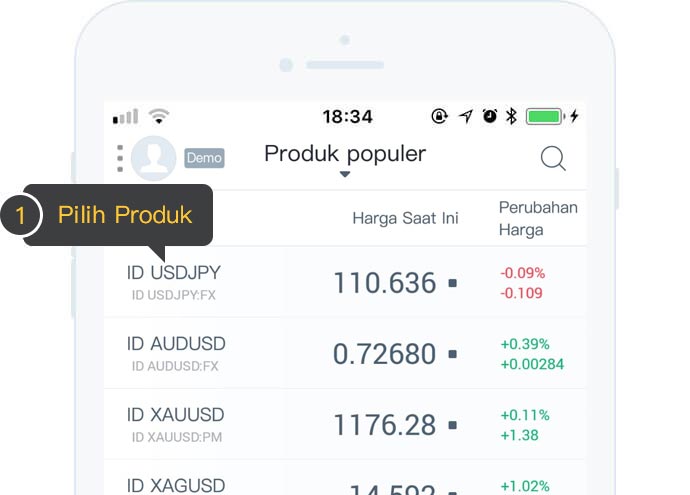 18:34
Demo
Produk populer
1 Pilih Produk
Harga Saat Ini
Perubahan
Harga
ID USDJPY
ID USDJPY:FX
110.636
-0.09%
-0.109
ID AUDUSD
ID AUDUSD:FX
0.72680
+0.39%
+0.00284
ID XAUUSD
ID XAUUSD:PM
1176.28
+0.11%
+1.38
ID XAGUSD
14.592
+1.02%